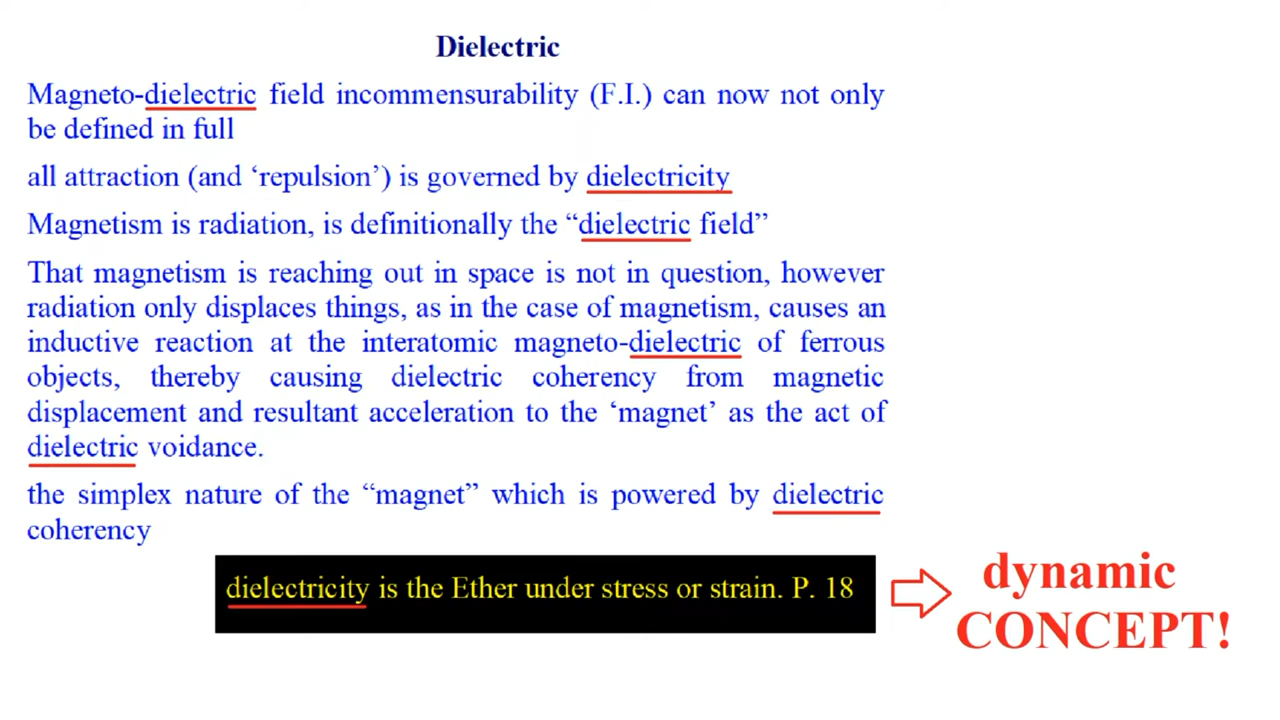 Dielectric
Magneto-dielectric field incommensurability (F.I.) can now not only
be defined in full
all attraction (and ‘repulsion’) is governed by dielectricity
Magnetism is radiation, is definitionally the “dielectric field”
That magnetism is reaching out in space is not in question, however
radiation only displaces things, as in the case of magnetism, causes an
inductive reaction at the interatomic magneto-dielectric of ferrous
objects, thereby causing dielectric coherency from magnetic
displacement and resultant acceleration to the ‘magnet’ as the act of
dielectric voidance.
the simplex nature of the “magnet” which is powered by dielectric
coherency
dielectricity is the Ether under stress or strain. P. 18
dynamic
CONCEPT!